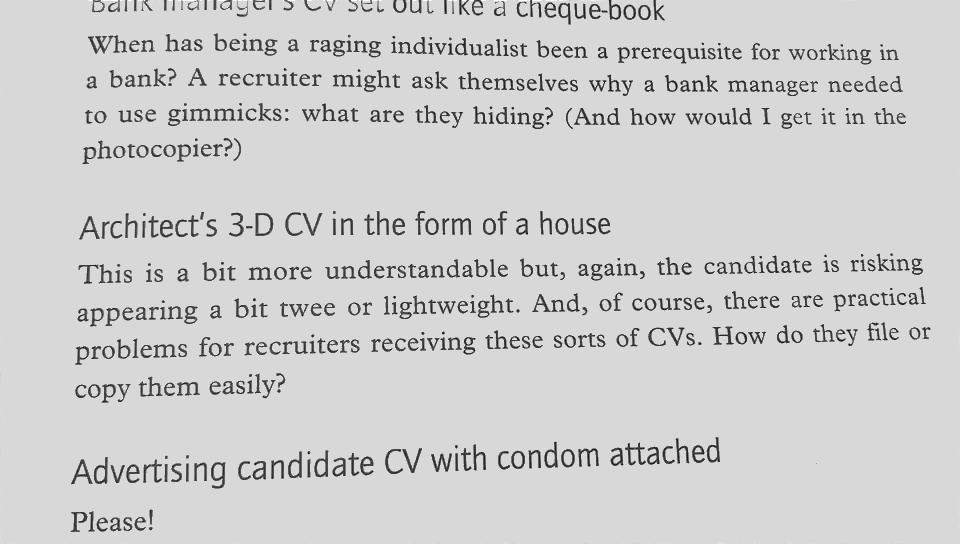 Bank manager's CV set out like a cheque-book
When has being a raging individualist been a prerequisite for working in
a bank? A recruiter might ask themselves why a bank manager needed
to use gimmicks: what are they hiding? (And how would I get it in the
photocopier?)
Architect's 3-D CV in the form of a house
This is a bit more understandable but, again, the candidate is risking
appearing a bit twee or lightweight. And, of course, there are practical
problems for recruiters receiving these sorts of CVs. How do they file or
copy them easily?
Advertising candidate CV with condom attached
Please!